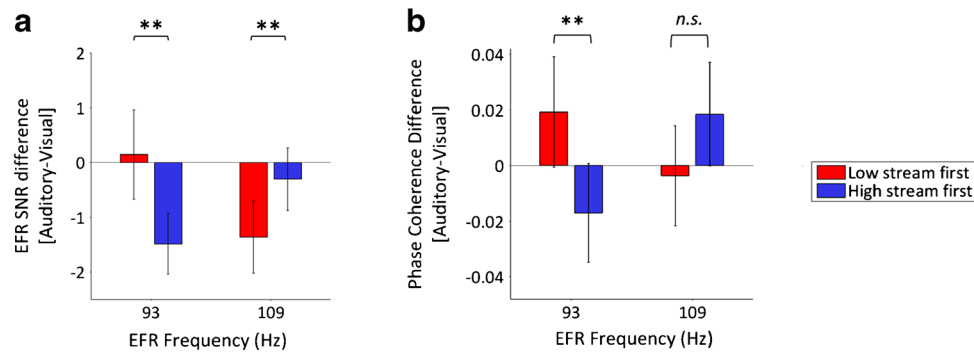 a
** **
2
1
0
-1
-2
EFR SNR difference
[Auditory-Visual]
93 109
EFR Frequency (Hz)
b
** n.s.
0.04
0.02
0
-0.02
-0.04
Phase Coherence Difference
[Auditory-Visual]
93 109
EFR Frequency (Hz)
Low stream first
High stream first